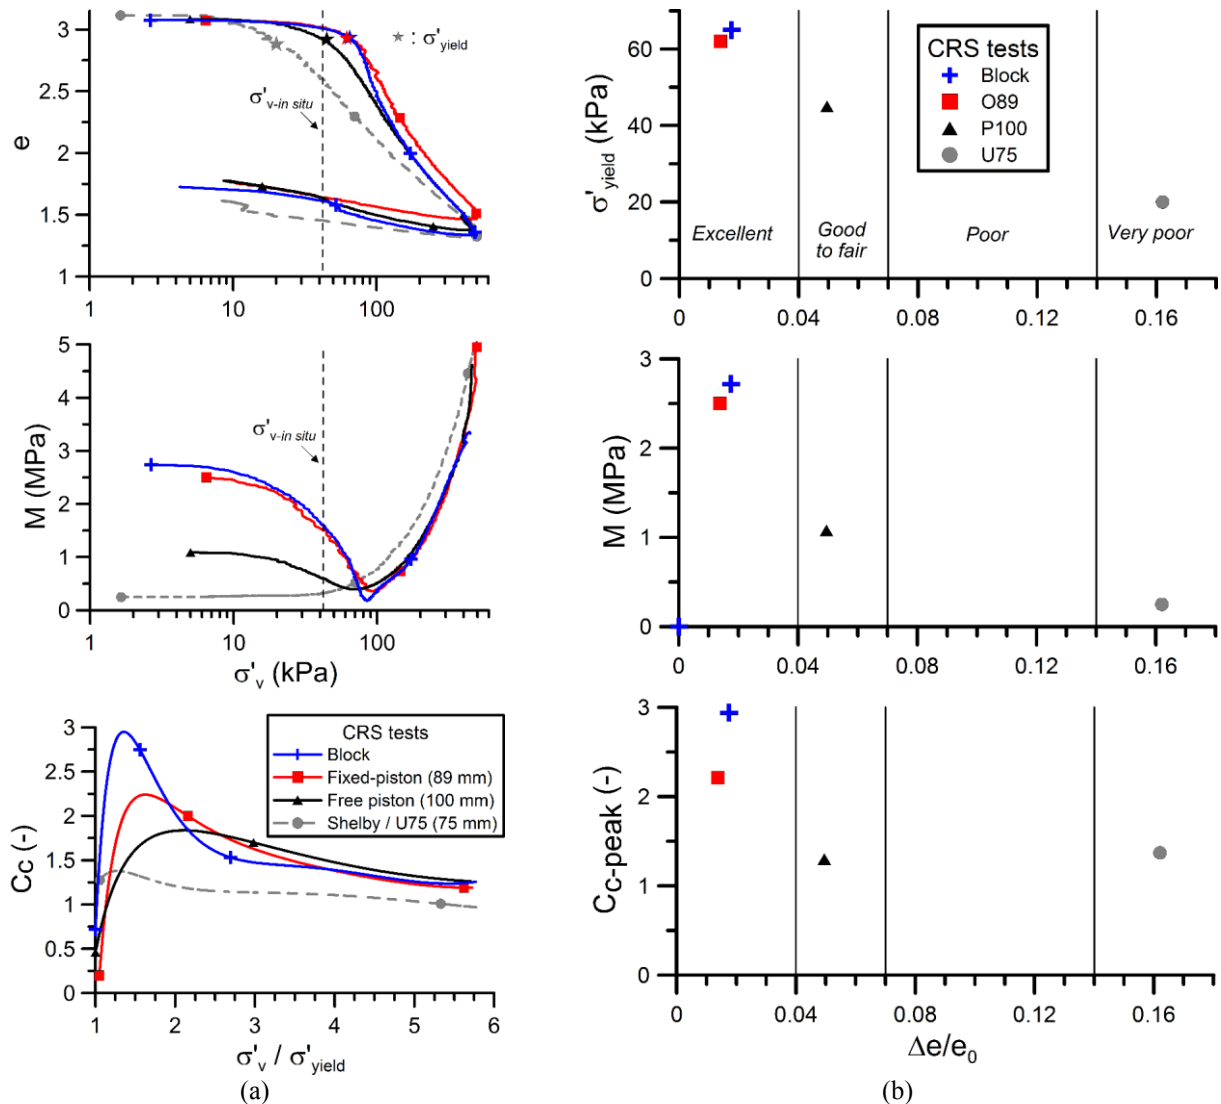 3
2.5
2
1.5
1
e
★ : σ'yield
σ'v-in situ
1
10
100
5
4
3
2
1
0
M (MPa)
σ'v-in situ
1
10
100
σ'v (kPa)
3
2.5
2
1.5
1
0.5
0
Cc (-)
CRS tests
Block
Fixed-piston (89 mm)
Free piston (100 mm)
Shelby / U75 (75 mm)
1
2
3
4
5
6
σ'v / σ'yield
(a)
60
40
20
0
σ'yield (kPa)
CRS tests
Block
O89
P100
U75
Excellent
Good
to fair
Poor
Very poor
0
0.04
0.08
0.12
0.16
3
2
1
0
M (MPa)
0
0.04
0.08
0.12
0.16
3
2
1
0
Cc-peak (-)
0
0.04
0.08
0.12
0.16
Δe/e0
(b)